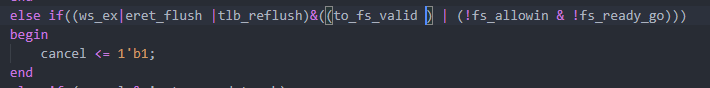 else if((ws_ex|eret_flush |tlb_reflush)&((to_fs_valid ) | (!fs_allowin & !fs_ready_go)))
begin
cancel <= 1'b1;
end